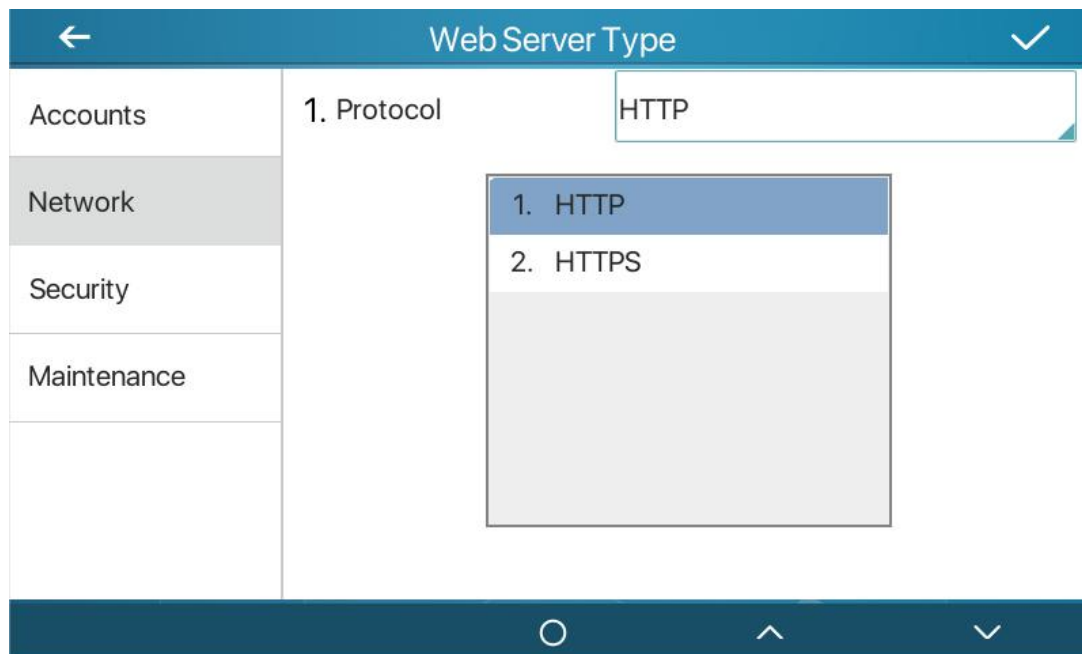 Web Server Type
Accounts
Network
Security
Maintenance
1. Protocol HTTP
1. HTTP
2. HTTPS